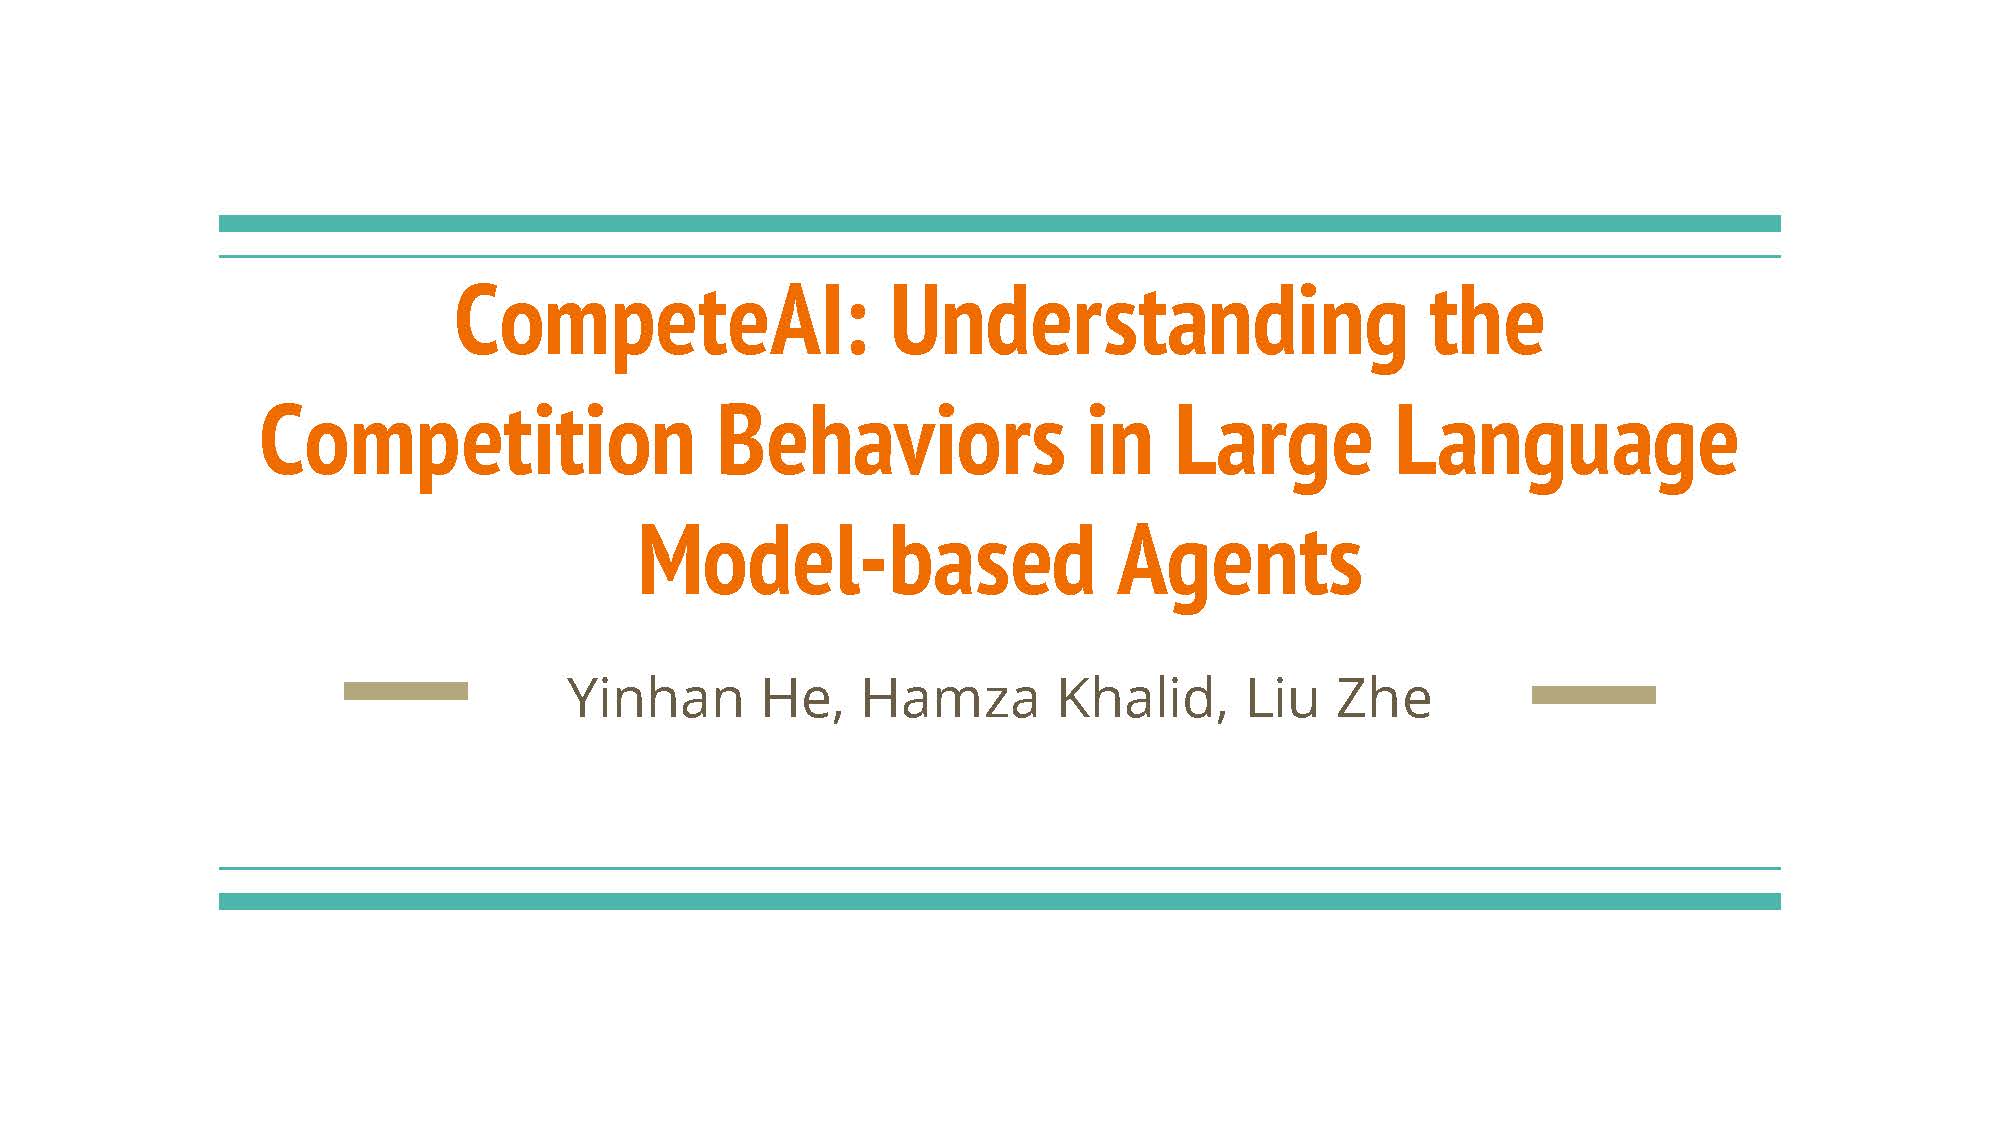 CompeteAI: Understanding the
Competition Behaviors in Large Language
Model-based Agents
Yinhan He, Hamza Khalid, Liu Zhe